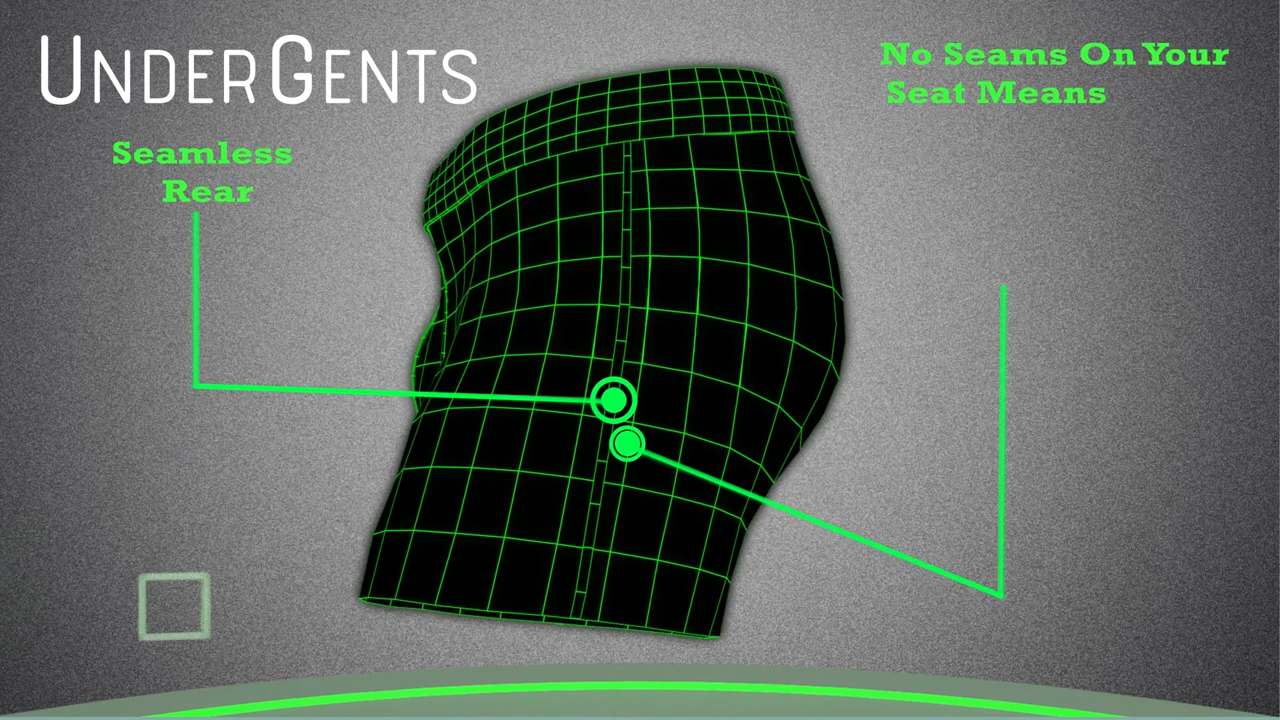 UnderGents
Seamless
Rear
No Seams On Your
Seat Means